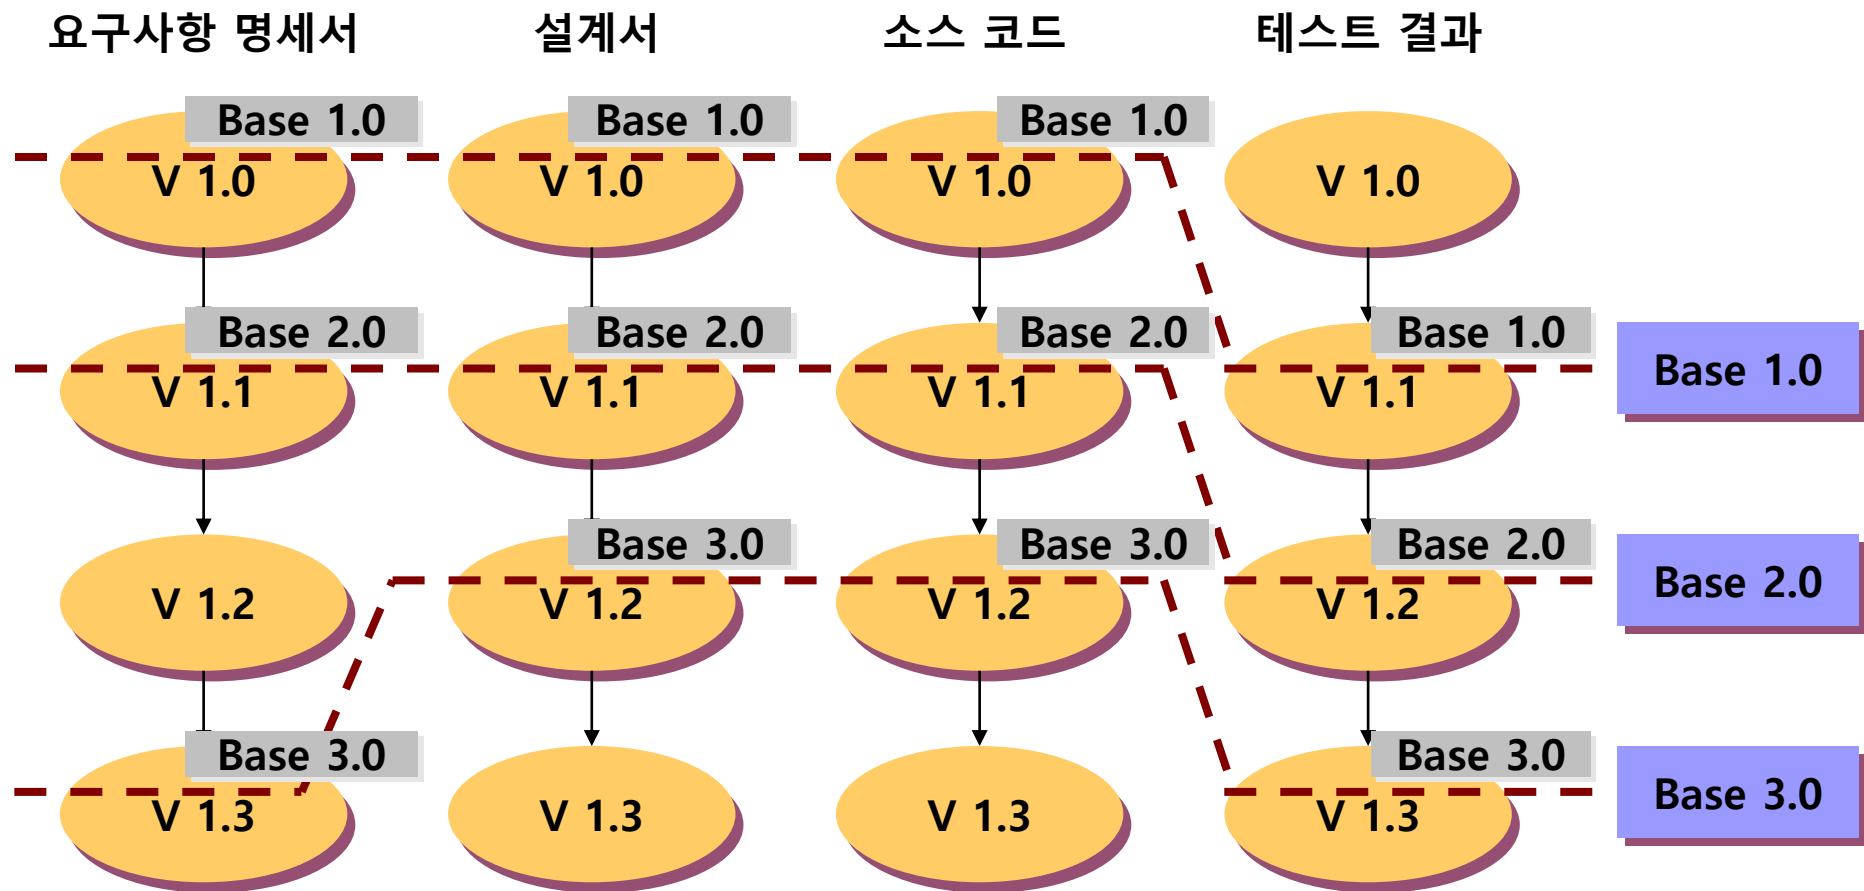 요구사항 명세서 설계서 소스 코드 테스트 결과
Base 1.0 Base 1.0 Base 1.0
V 1.0 V 1.0 V 1.0 V 1.0
Base 2.0 Base 2.0 Base 2.0 Base 1.0
V 1.1 V 1.1 V 1.1 V 1.1 Base 1.0
Base 3.0 Base 3.0 Base 2.0
V 1.2 V 1.2 V 1.2 V 1.2 Base 2.0
Base 3.0 Base 3.0
V 1.3 V 1.3 V 1.3 V 1.3 Base 3.0